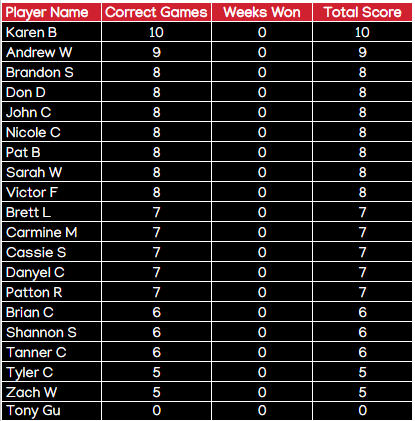 Player Name Correct Games Weeks Won Total Score
Karen B 10 0 10
Andrew W 9 0 9
Brandon S 8 0 8
Don D 8 0 8
John C 8 0 8
Nicole C 8 0 8
Pat B 8 0 8
Sarah W 8 0 8
Victor F 8 0 8
Brett L 7 0 7
Carmine M 7 0 7
Cassie S 7 0 7
Danyel C 7 0 7
Patton R 7 0 7
Brian C 6 0 6
Shannon S 6 0 6
Tanner C 6 0 6
Tyler C 5 0 5
Zach W 5 0 5
Tony Gu 0 0 0